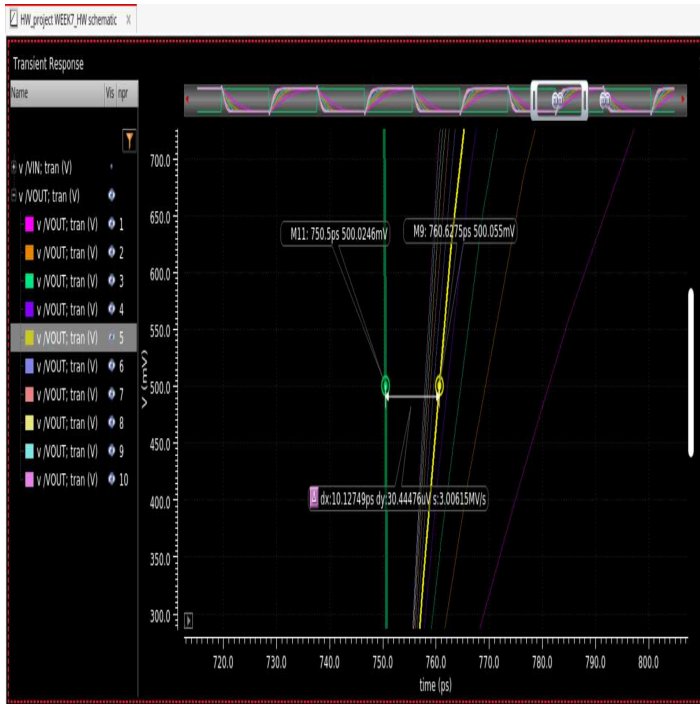 HW_project WEEK7_HW schematic ×
Transient Response
Name Vis npr
v /VIN; tran (V)
v /VOUT; tran (V)
v /VOUT; tran (V) 1
v /VOUT; tran (V) 2
v /VOUT; tran (V) 3
v /VOUT; tran (V) 4
v /VOUT; tran (V) 5
v /VOUT; tran (V) 6
v /VOUT; tran (V) 7
v /VOUT; tran (V) 8
v /VOUT; tran (V) 9
v /VOUT; tran (V) 10
700.0
650.0
600.0
550.0
500.0
450.0
400.0
350.0
300.0
V (mV)
M11: 750.5ps 500.0246mV
M9: 760.6275ps 500.055mV
dx:10.12749ps dy:30.44476uV s:3.00615MV/s
720.0 730.0 740.0 750.0 760.0 770.0 780.0 790.0 800.0
time (ps)